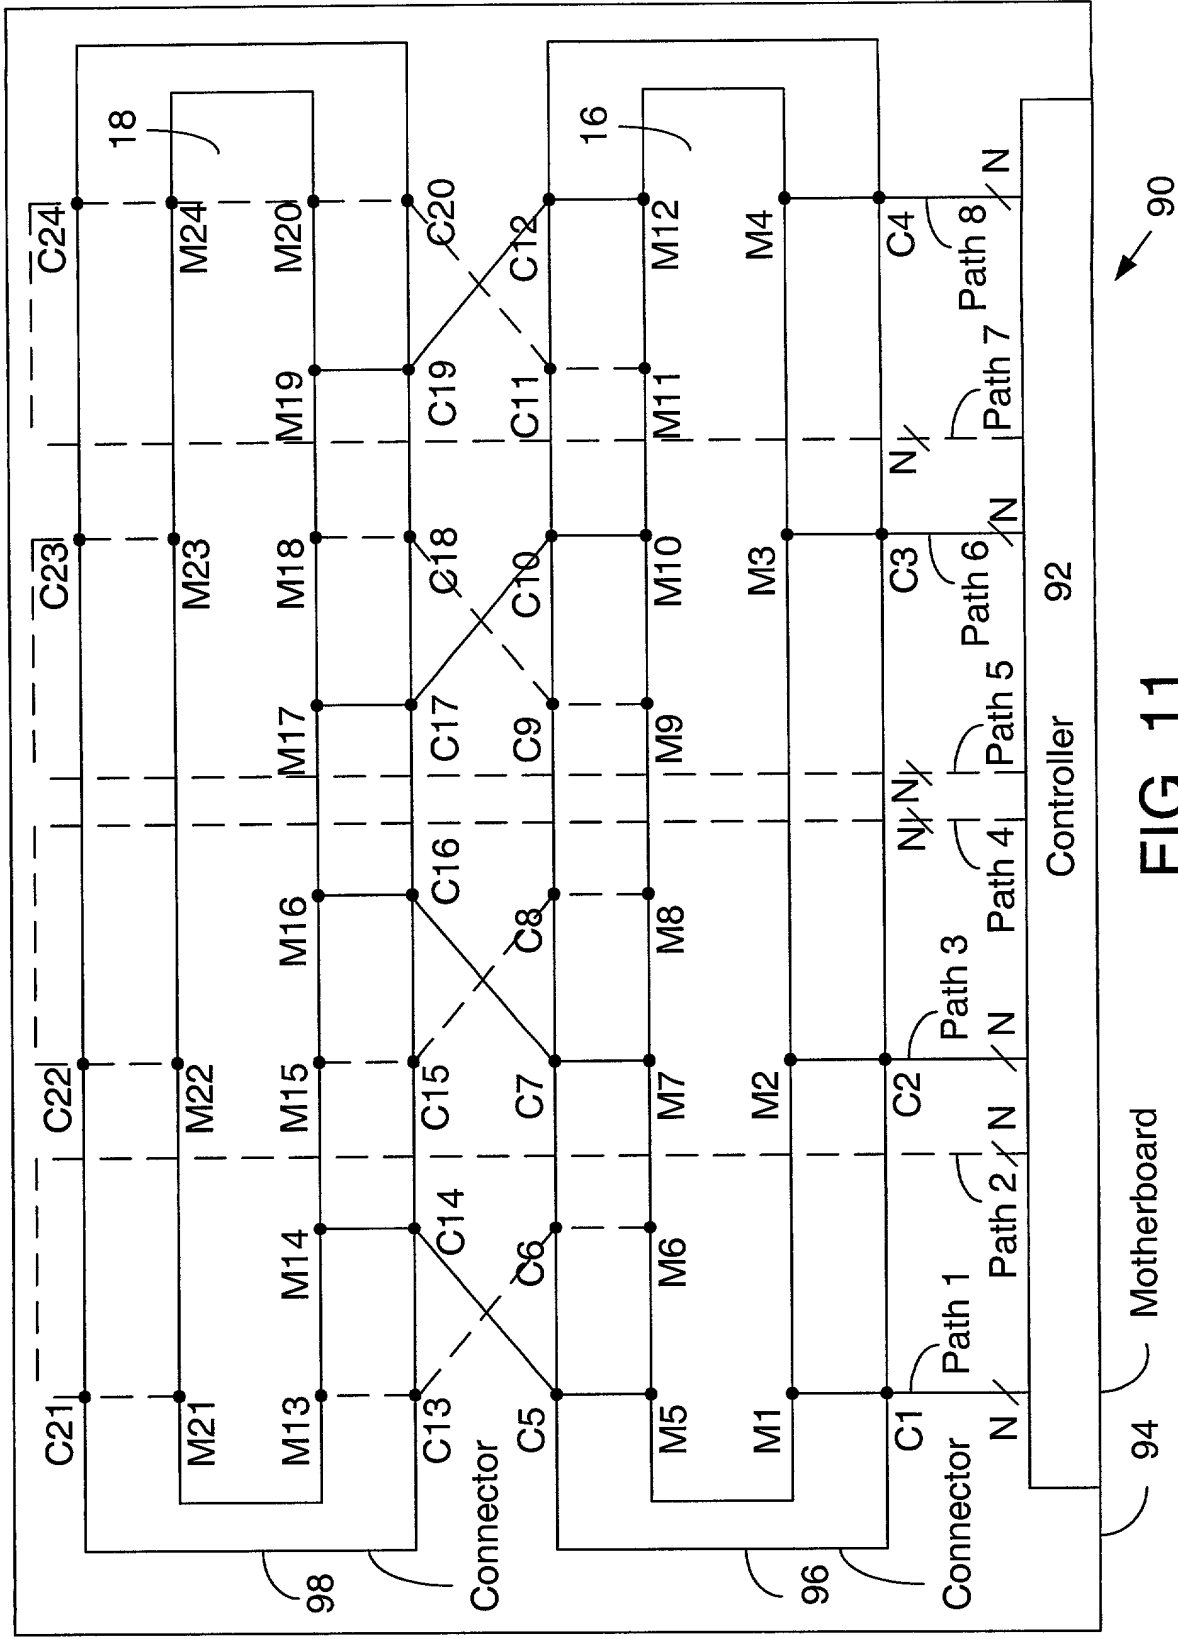 C21
C22
C23
C24
M21
M22
M23
M24
18
M13
M14
M15
M16
M17
M18
M19
M20
C13
C14
C15
C16
C17
C18
C19
C20
98
Connector
C5
C6
C7
C8
C9
C10
C11
C12
M5
M6
M7
M8
M9
M10
M11
M12
16
M1
M2
M3
M4
C1
C2
C3
C4
96
Connector
N
N
N
N
N
N
N
N
Path 1
Path 2
Path 3
Path 4
Path 5
Path 6
Path 7
Path 8
Controller 92
94
Motherboard
90
FIG 11